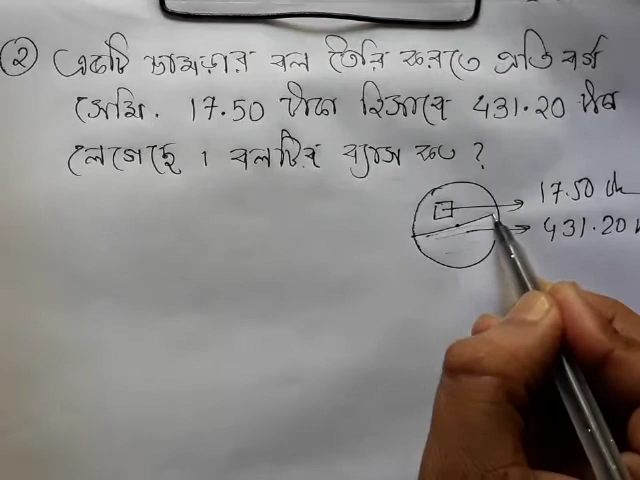 ② একটি চামড়ার বল তৈরি করতে প্রতি বর্গ
সেমি. 17.50 টাকা হিসাবে 431.20 টাকা
লেগেছে । বলটির ব্যাস কত ?
17.50
431.20